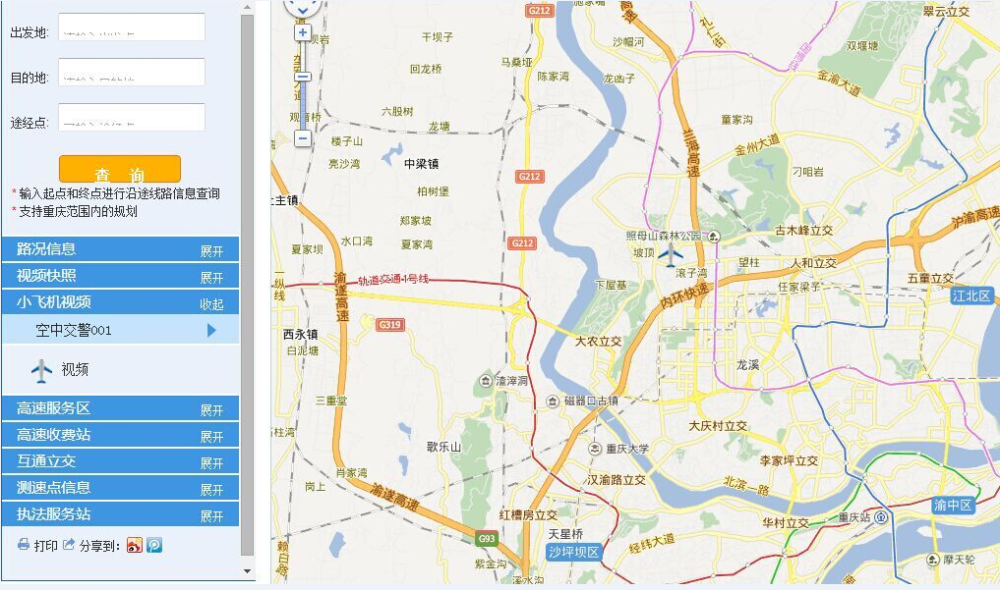 出发地:
目的地:
途经点:
查 询
* 输入起点和终点进行沿途线路信息查询
* 支持重庆范围内的规划
路况信息 展开
视频快照 展开
小飞机视频 收起
空中交警001
视频
高速服务区 展开
高速收费站 展开
互通立交 展开
测速点信息 展开
执法服务站 展开
打印 分享到:
G212
翠云立交
干坝子
沙帽河
双堰塘
回龙桥
马桑垭
陈家湾
龙凼子
金渝大道
六股树
龙塘
童家沟
楼子山
兰海高速
金州大道
亮沙湾
中梁镇
刁咀岩
柏树堡
G212
郑家坡
沪渝高速
水口湾
夏家湾
G212
照母山森林公园
古木峰立交
夏家坝
坡顶
望柱
人和立交
滚子湾
渝遂高速
轨道交通1号线
下屋基
任家梁子
五童立交
内环快速
江北区
G319
西永镇
大农立交
白泥塘
龙溪
渣滓洞
三重堂
磁器口古镇
大庆村立交
歌乐山
重庆大学
李家坪立交
肖家湾
岗上
汉渝路立交
北滨一路
渝遂高速
渝中区
红槽房立交
重庆站
华村立交
G93
天星桥
经纬大道
沙坪坝区
紫金沟
摩天轮
赖白路